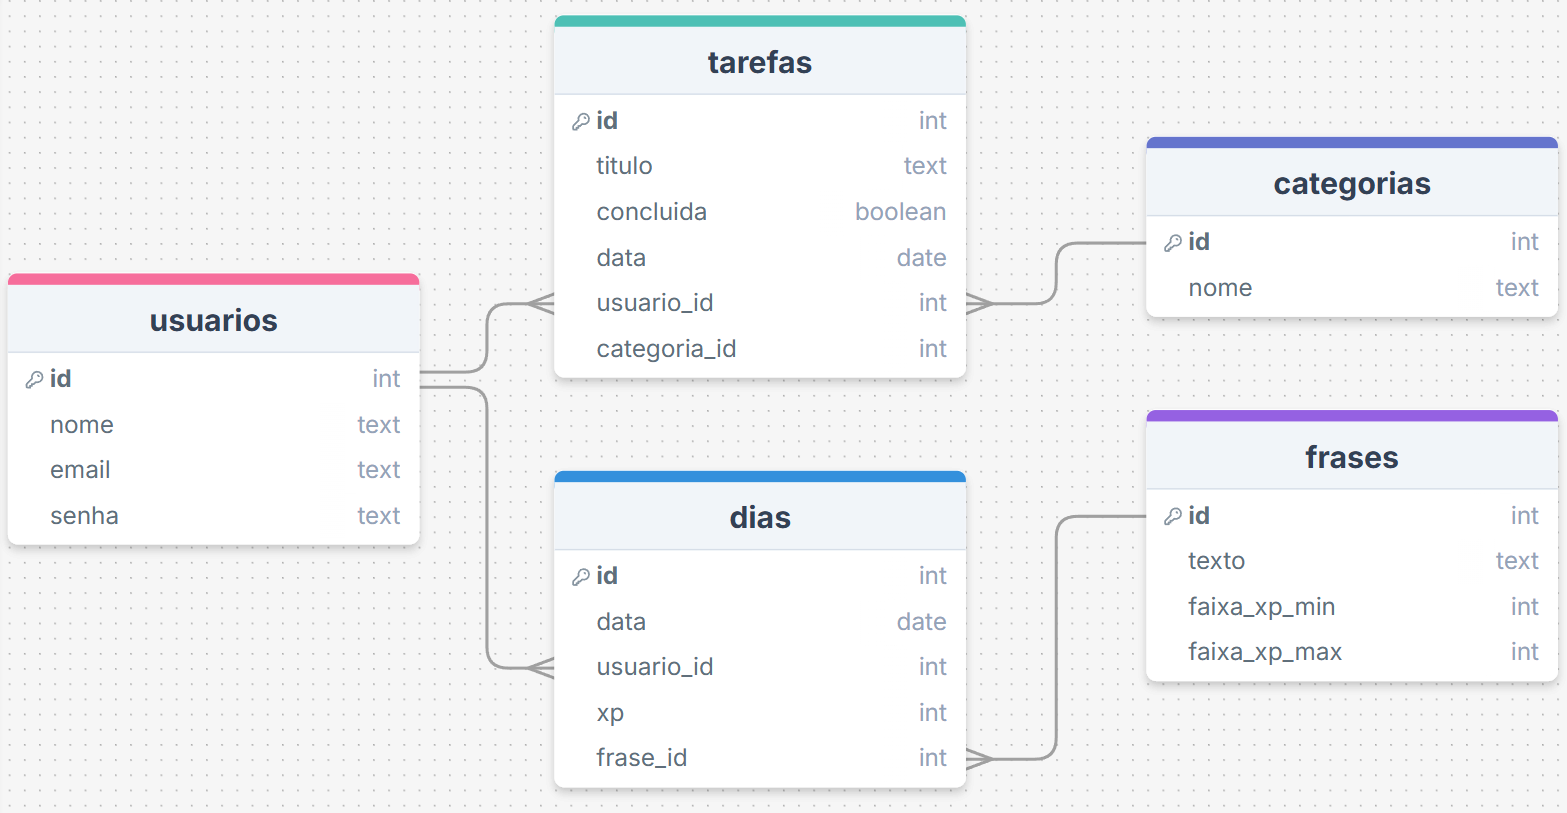 tarefas
id int
titulo text
concluida boolean
data date
usuario_id int
categoria_id int
categorias
id int
nome text
usuarios
id int
nome text
email text
senha text
dias
id int
data date
usuario_id int
xp int
frase_id int
frases
id int
texto text
faixa_xp_min int
faixa_xp_max int